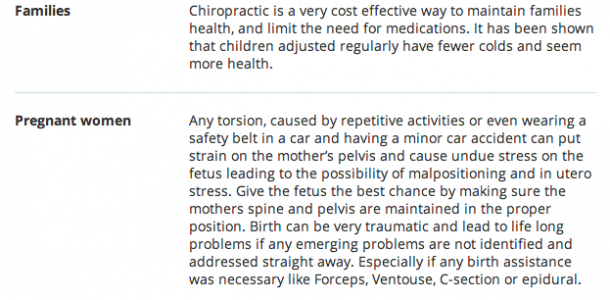 Families
Chiropractic is a very cost effective way to maintain families
health, and limit the need for medications. It has been shown
that children adjusted regularly have fewer colds and seem
more health.
Pregnant women
Any torsion, caused by repetitive activities or even wearing a
safety belt in a car and having a minor car accident can put
strain on the mother's pelvis and cause undue stress on the
fetus leading to the possibility of malpositioning and in utero
stress. Give the fetus the best chance by making sure the
mothers spine and pelvis are maintained in the proper
position. Birth can be very traumatic and lead to life long
problems if any emerging problems are not identified and
addressed straight away. Especially if any birth assistance
was necessary like Forceps, Ventouse, C-section or epidural.